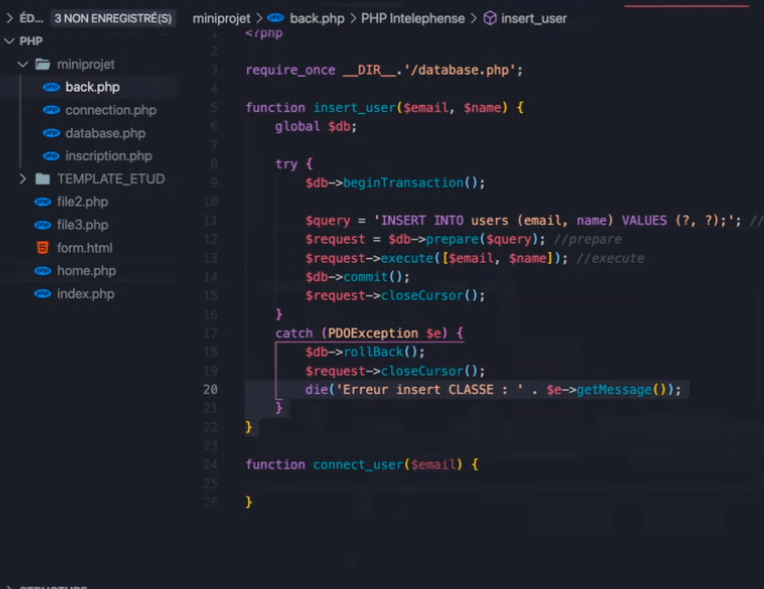 ÉD... 3 NON ENREGISTRÉ(S)
miniprojet > back.php > PHP Intelephense > insert_user
PHP
miniprojet
back.php
connection.php
database.php
inscription.php
TEMPLATE_ETUD
file2.php
file3.php
form.html
home.php
index.php
1 <?php
2
3 require_once __DIR__.'/database.php';
4
5 function insert_user($email, $name) {
6 global $db;
7
8 try {
9 $db->beginTransaction();
10
11 $query = 'INSERT INTO users (email, name) VALUES (?, ?);'; //
12 $request = $db->prepare($query); //prepare
13 $request->execute([$email, $name]); //execute
14 $db->commit();
15 $request->closeCursor();
16 }
17 catch (PDOException $e) {
18 $db->rollBack();
19 $request->closeCursor();
20 die('Erreur insert CLASSE : ' . $e->getMessage());
21 }
22 }
23
24 function connect_user($email) {
25
26 }
STRUCTURE